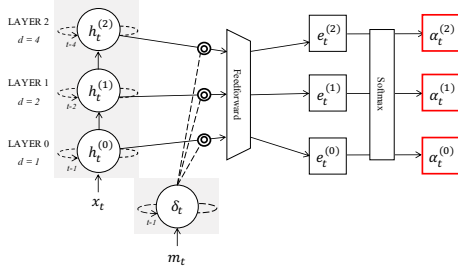 LAYER 2
d = 4
h_t^(2)
t-4
e_t^(2)
α_t^(2)
LAYER 1
d = 2
h_t^(1)
t-2
Feedforward
e_t^(1)
Softmax
α_t^(1)
LAYER 0
d = 1
h_t^(0)
t-1
e_t^(0)
α_t^(0)
x_t
δ_t
t-1
m_t